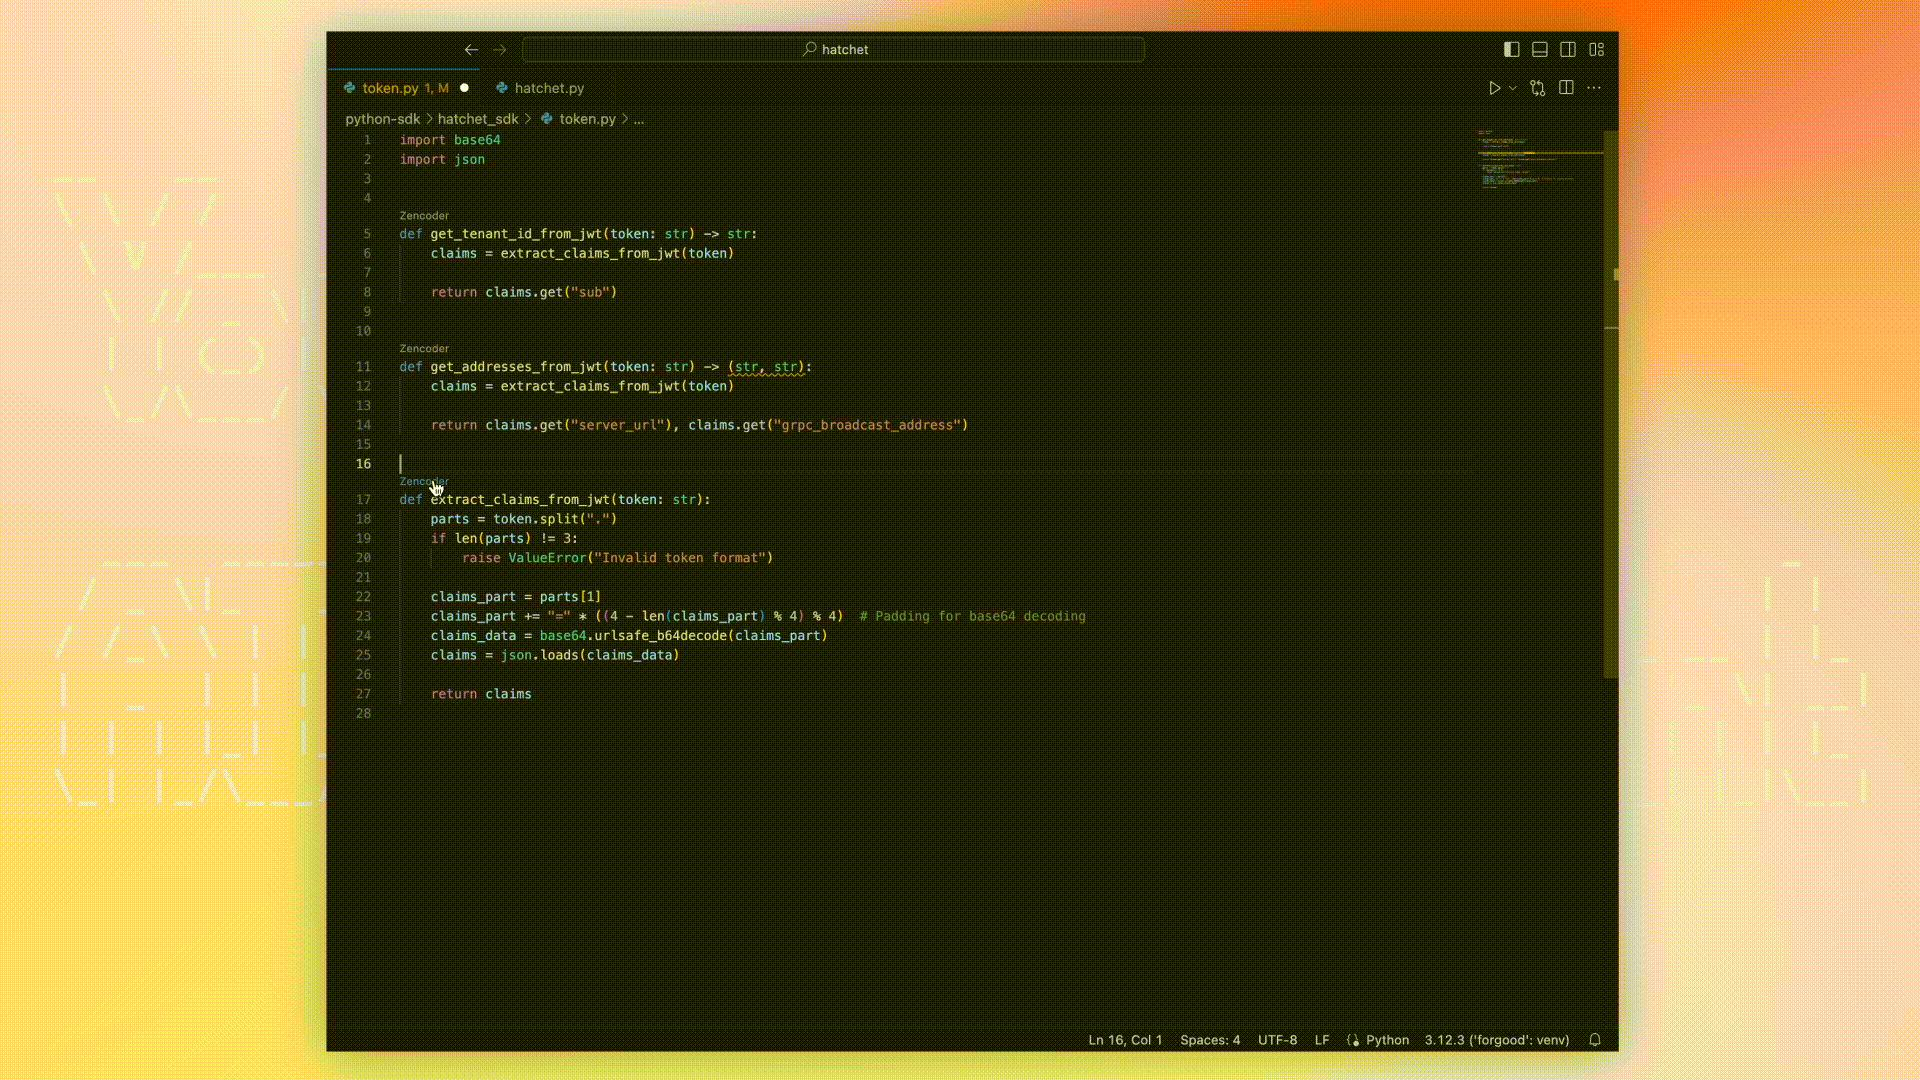 hatchet
token.py 1, M
hatchet.py
python-sdk > hatchet_sdk > token.py > ...
1 import base64
2 import json
3
4
Zencoder
5 def get_tenant_id_from_jwt(token: str) -> str:
6 claims = extract_claims_from_jwt(token)
7
8 return claims.get("sub")
9
10
Zencoder
11 def get_addresses_from_jwt(token: str) -> (str, str):
12 claims = extract_claims_from_jwt(token)
13
14 return claims.get("server_url"), claims.get("grpc_broadcast_address")
15
16
Zencoder
17 def extract_claims_from_jwt(token: str):
18 parts = token.split(".")
19 if len(parts) != 3:
20 raise ValueError("Invalid token format")
21
22 claims_part = parts[1]
23 claims_part += "=" * ((4 - len(claims_part) % 4) % 4)  # Padding for base64 decoding
24 claims_data = base64.urlsafe_b64decode(claims_part)
25 claims = json.loads(claims_data)
26
27 return claims
28
Ln 16, Col 1 Spaces: 4 UTF-8 LF Python 3.12.3 ('forgood': venv)